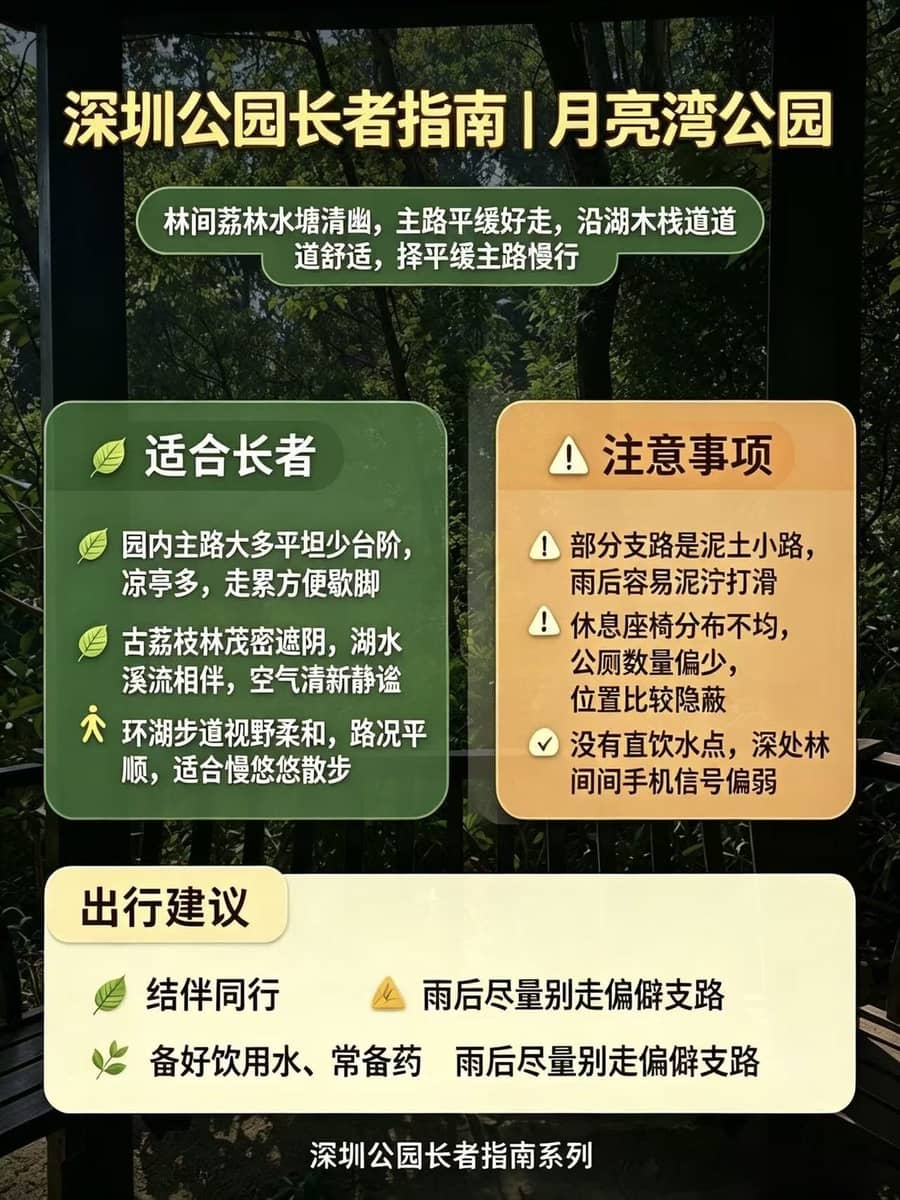 深圳公园长者指南 | 月亮湾公园
林间荔林水塘清幽，主路平缓好走，沿湖木栈道道
道舒适，择平缓主路慢行
适合长者
园内主路大多平坦少台阶，
凉亭多，走累方便歇脚
古荔枝林茂密遮阴，湖水
溪流相伴，空气清新静谧
环湖步道视野柔和，路况平
顺，适合慢悠悠散步
注意事项
部分支路是泥土小路，
雨后容易泥泞打滑
休息座椅分布不均，
公厕数量偏少，
位置比较隐蔽
没有直饮水点，深处林
间间手机信号偏弱
出行建议
结伴同行 雨后尽量别走偏僻支路
备好饮用水、常备药 雨后尽量别走偏僻支路
深圳公园长者指南系列